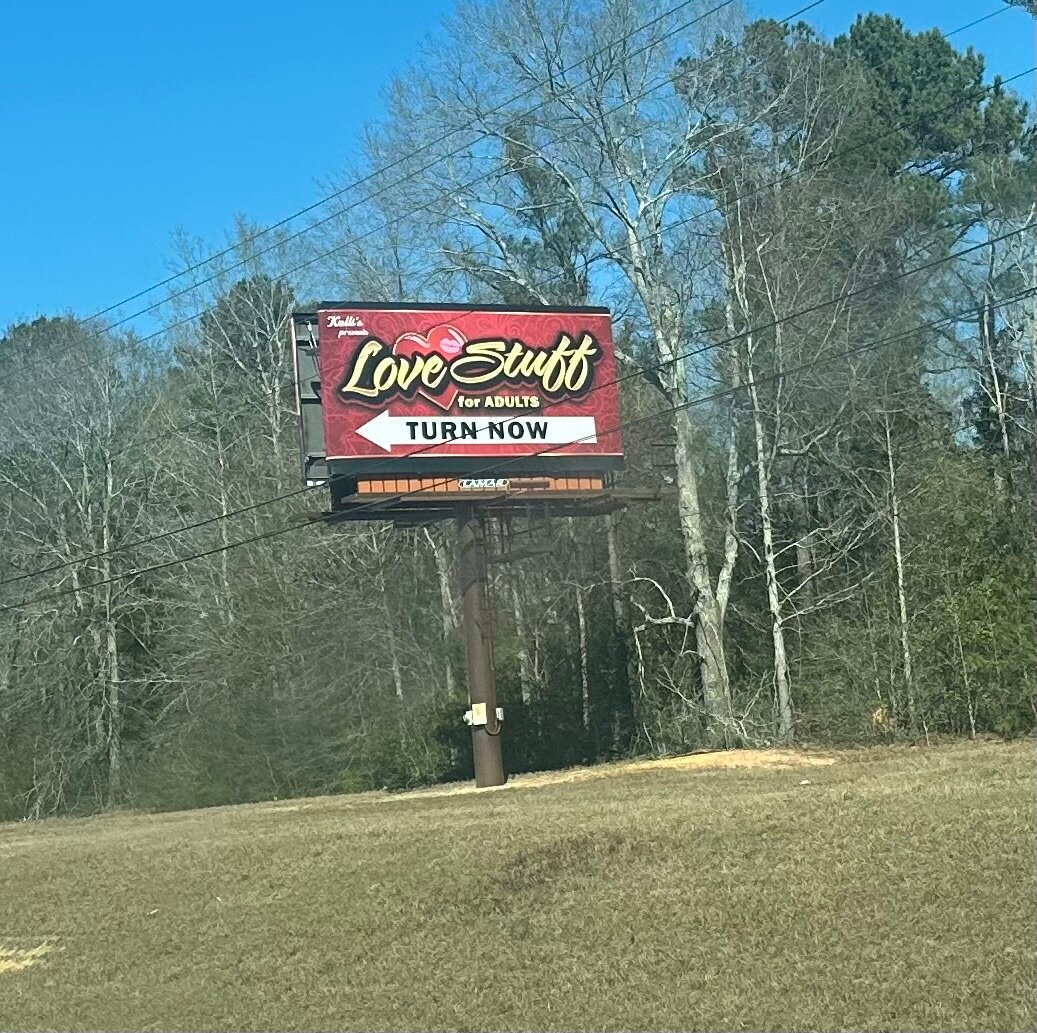 Kalli's
presents
Love Stuff
for ADULTS
TURN NOW
LAMAR